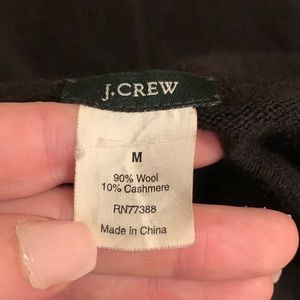 J.CREW
M
90% Wool
10% Cashmere
RN77388
Made in China